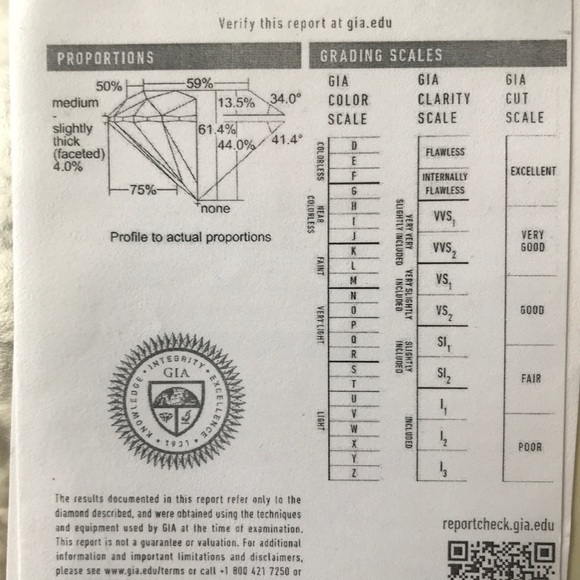 Verify this report at gia.edu
PROPORTIONS
50%
59%
medium
-
slightly
thick
(faceted)
4.0%
13.5%
34.0°
61.4%
44.0%
41.4°
75%
none
Profile to actual proportions
KNOWLEDGE • INTEGRITY • EXCELLENCE
GIA
1931
The results documented in this report refer only to the
diamond described, and were obtained using the techniques
and equipment used by GIA at the time of examination.
This report is not a guarantee or valuation. For additional
information and important limitations and disclaimers,
please see www.gia.edu/terms or call +1 800 421 7250 or
GRADING SCALES
GIA
COLOR
SCALE
COLORLESS
D
E
F
NEAR
COLORLESS
G
H
I
J
FAINT
K
L
M
VERY LIGHT
N
O
P
Q
R
LIGHT
S
T
U
V
W
X
Y
Z
GIA
CLARITY
SCALE
FLAWLESS
INTERNALLY
FLAWLESS
VERY VERY
SLIGHTLY INCLUDED
VVS1
VVS2
VERY SLIGHTLY
INCLUDED
VS1
VS2
SLIGHTLY
INCLUDED
SI1
SI2
INCLUDED
I1
I2
I3
GIA
CUT
SCALE
EXCELLENT
VERY
GOOD
GOOD
FAIR
POOR
reportcheck.gia.edu